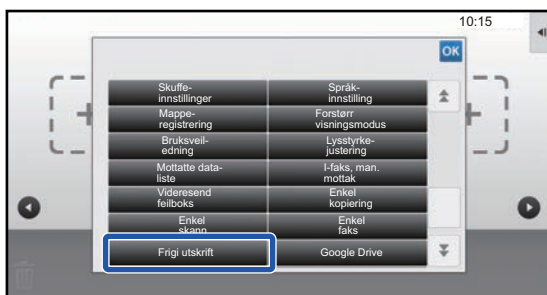 10:15
OK
Skuffe-
innstillinger
Språk-
innstilling
Mappe-
registrering
Forstørr
visningsmodus
Bruksveil-
edning
Lysstyrke-
justering
Mottatte data-
liste
I-faks, man.
mottak
Videresend
feilboks
Enkel
kopiering
Enkel
skann
Enkel
faks
Frigi utskrift
Google Drive